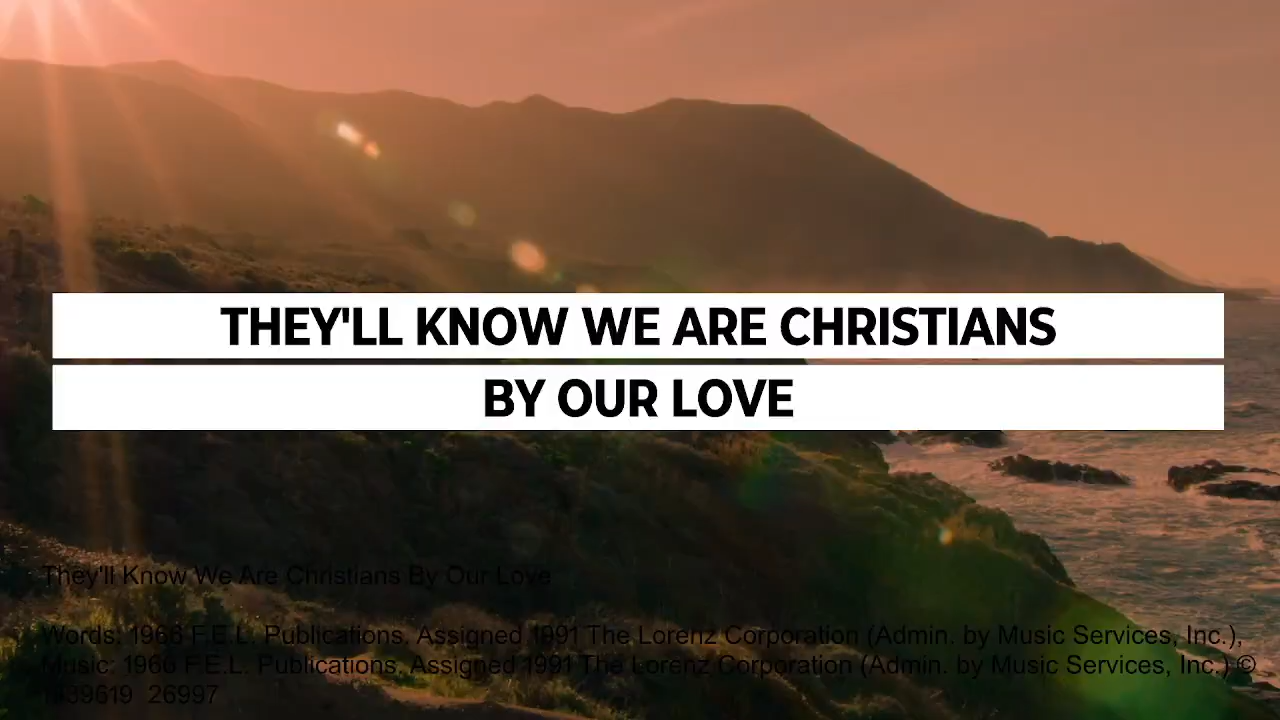 THEY'LL KNOW WE ARE CHRISTIANS
BY OUR LOVE
They'll Know We Are Christians By Our Love
Words: 1966 F.E.L. Publications. Assigned 1991 The Lorenz Corporation (Admin. by Music Services, Inc.),
Music: 1966 F.E.L. Publications, Assigned 1991 The Lorenz Corporation (Admin. by Music Services, Inc.) ©
26997